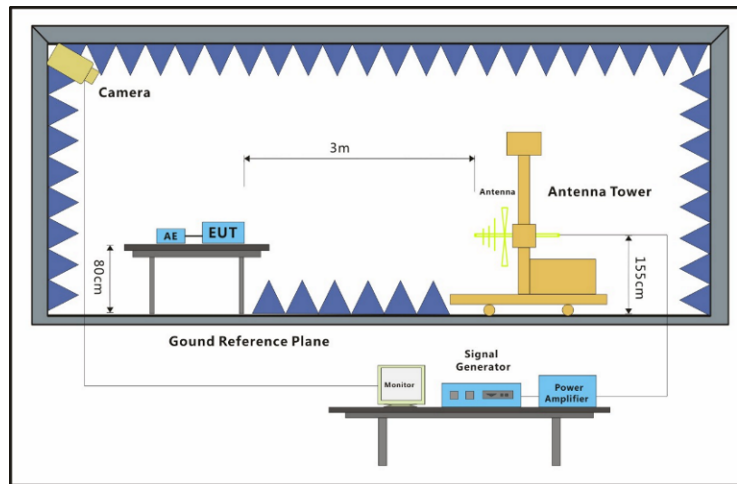 Camera
3m
Antenna
Antenna Tower
AE
EUT
80cm
155cm
Gound Reference Plane
Signal
Generator
Monitor
Power
Amplifier